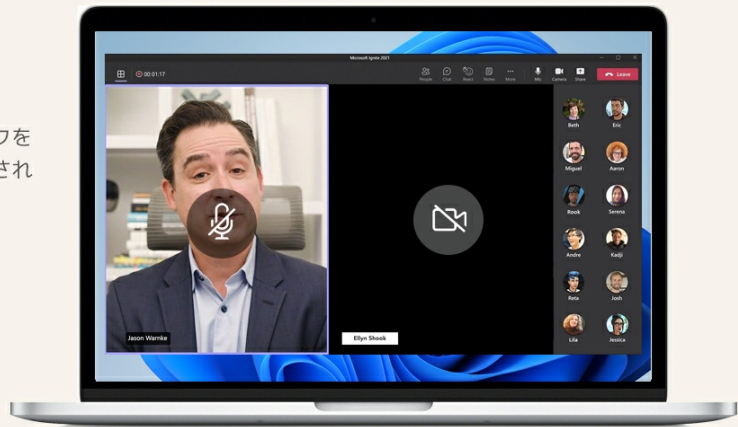 クを
され
Microsoft Ignite 2021
00:01:17
People Chat React Notes More Mic Camera Share Leave
Beth Eric
Miguel Aaron
Rook Serena
Andre Kadji
Reta Josh
Lila Jessica
Jason Warnke
Ellyn Shook